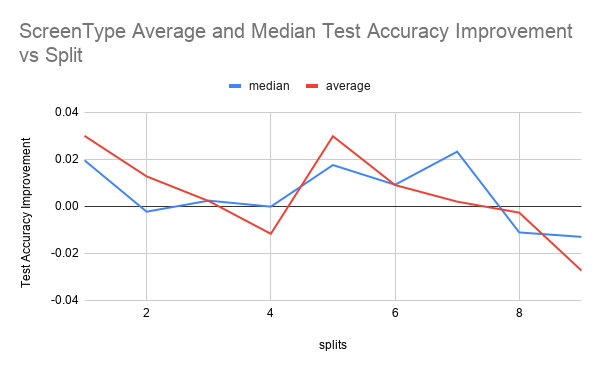 ScreenType Average and Median Test Accuracy Improvement
vs Split
median average
0.04
0.02
0.00
-0.02
-0.04
Test Accuracy Improvement
2 4 6 8
splits